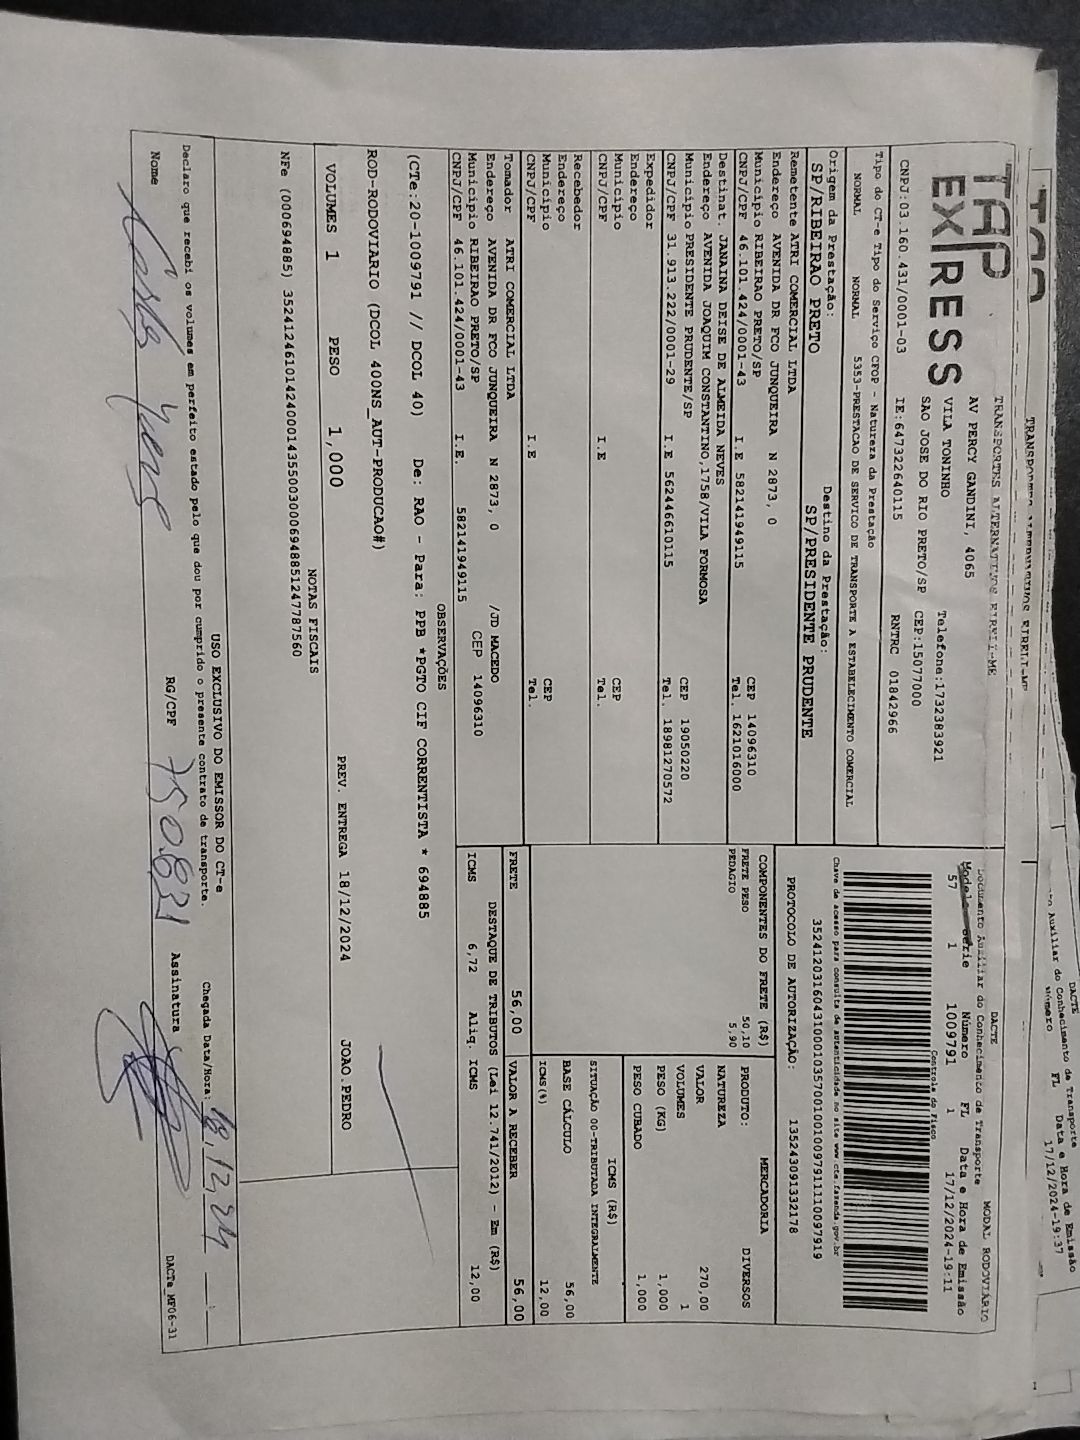 TAP
EXPRESS
TRANSPORTES ALTERNATIVOS EIRELI-ME
AV PERCY GANDINI, 4065
VILA TONINHO
Telefone:1732383921
SAO JOSE DO RIO PRETO/SP CEP:15077000
CNPJ:03.160.431/0001-03 IE:647322640115 RNTRC 01842966
Tipo do CT-e Tipo do Serviço CFOP - Natureza da Prestação
NORMAL NORMAL 5353-PRESTACAO DE SERVICO DE TRANSPORTE A ESTABELECIMENTO COMERCIAL
Origem da Prestação: Destino da Prestação:
SP/RIBEIRAO PRETO SP/PRESIDENTE PRUDENTE
Remetente ATRI COMERCIAL LTDA
Endereço AVENIDA DR FCO JUNQUEIRA N 2873, 0
Município RIBEIRAO PRETO/SP CEP 14096310
CNPJ/CPF 46.101.424/0001-43 I.E 582141949115 Tel. 1621016000
Destinat. JANAINA DEISE DE ALMEIDA NEVES
Endereço AVENIDA JOAQUIM CONSTANTINO,1758/VILA FORMOSA
Município PRESIDENTE PRUDENTE/SP CEP 19050220
CNPJ/CPF 31.913.222/0001-29 I.E 562446610115 Tel. 18981270572
Expedidor
Endereço
Município CEP
CNPJ/CPF I.E Tel.
Recebedor
Endereço
Município CEP
CNPJ/CPF I.E Tel.
Tomador ATRI COMERCIAL LTDA
Endereço AVENIDA DR FCO JUNQUEIRA N 2873, 0 /JD MACEDO
Município RIBEIRAO PRETO/SP CEP 14096310
CNPJ/CPF 46.101.424/0001-43 I.E. 582141949115
DACTE MODAL RODOVIÁRIO
Documento Auxiliar do Conhecimento de Transporte
Modelo Série Número FL Data e Hora de Emissão
57 1 1009791 1 17/12/2024-19:11
Controle do Fisco
Chave de acesso para consulta de autenticidade no site www.cte.fazenda.gov.br
35241203160431000103570010010097911110097919
PROTOCOLO DE AUTORIZAÇÃO: 135243091332178
COMPONENTES DO FRETE (R$)
FRETE PESO 50,10
PEDAGIO 5,90
MERCADORIA
PRODUTO: DIVERSOS
NATUREZA
VALOR 270,00
VOLUMES 1
PESO (KG) 1,000
PESO CUBADO 1,000
ICMS (R$)
SITUAÇÃO 00-TRIBUTADA INTEGRALMENTE
BASE CÁLCULO 56,00
ICMS(%) 12,00
FRETE 56,00 VALOR A RECEBER 56,00
DESTAQUE DE TRIBUTOS (Lei 12.741/2012) - Em (R$)
ICMS 6,72 Aliq. ICMS 12,00
OBSERVAÇÕES
(CTe:20-1009791 // DCOL 40) De: RAO - Para: PPB *PGTO CIF CORRENTISTA * 694885
ROD-RODOVIARIO (DCOL 400NS_AUT-PRODUCAO#)
VOLUMES 1 PESO 1,000 PREV. ENTREGA 18/12/2024 JOAO.PEDRO
NOTAS FISCAIS
NFe (000694885) 35241246101424000143550030006948851247787560
USO EXCLUSIVO DO EMISSOR DO CT-e
Declaro que recebi os volumes em perfeito estado pelo que dou por cumprido o presente contrato de transporte. Chegada Data/Hora: 18.12.24
Nome RG/CPF Assinatura
DACTe_MF06-31
DACTE
Auxiliar do Conhecimento de Transporte
Número FL Data e Hora de Emissão
17/12/2024-19:37